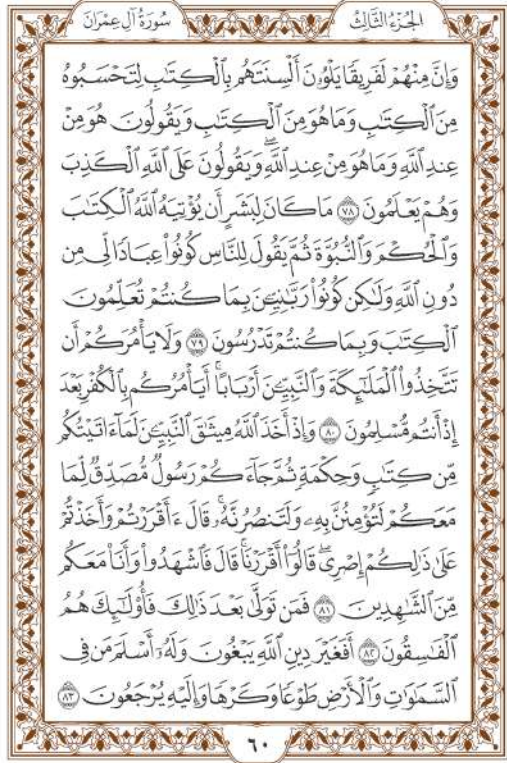 سُورَةُ آلِ عِمْرَانَ
الجُزْءُ الثَّالِثُ
وَإِنَّ مِنْهُمْ لَفَرِيقًا يَلْوُۥنَ أَلْسِنَتَهُم بِٱلْكِتَٰبِ لِتَحْسَبُوهُ
مِنَ ٱلْكِتَٰبِ وَمَا هُوَ مِنَ ٱلْكِتَٰبِ وَيَقُولُونَ هُوَ مِنْ
عِندِ ٱللَّهِ وَمَا هُوَ مِنْ عِندِ ٱللَّهِۖ وَيَقُولُونَ عَلَى ٱللَّهِ ٱلْكَذِبَ
وَهُمْ يَعْلَمُونَ ٧٨ مَا كَانَ لِبَشَرٍ أَن يُؤْتِيَهُ ٱللَّهُ ٱلْكِتَٰبَ
وَٱلْحُكْمَ وَٱلنُّبُوَّةَ ثُمَّ يَقُولَ لِلنَّاسِ كُونُوا۟ عِبَادًا لِّى مِن
دُونِ ٱللَّهِ وَلَٰكِن كُونُوا۟ رَبَّٰنِيِّۦنَ بِمَا كُنتُمْ تُعَلِّمُونَ
ٱلْكِتَٰبَ وَبِمَا كُنتُمْ تَدْرُسُونَ ٧٩ وَلَا يَأْمُرَكُمْ أَن
تَتَّخِذُوا۟ ٱلْمَلَٰٓئِكَةَ وَٱلنَّبِيِّۦنَ أَرْبَابًاۗ أَيَأْمُرُكُم بِٱلْكُفْرِ بَعْدَ
إِذْ أَنتُم مُّسْلِمُونَ ٨٠ وَإِذْ أَخَذَ ٱللَّهُ مِيثَٰقَ ٱلنَّبِيِّۦنَ لَمَآ ءَاتَيْتُكُم
مِّن كِتَٰبٍ وَحِكْمَةٍ ثُمَّ جَآءَكُمْ رَسُولٌ مُّصَدِّقٌ لِّمَا
مَعَكُمْ لَتُؤْمِنُنَّ بِهِۦ وَلَتَنصُرُنَّهُۥۚ قَالَ ءَأَقْرَرْتُمْ وَأَخَذْتُمْ
عَلَىٰ ذَٰلِكُمْ إِصْرِىۖ قَالُوٓا۟ أَقْرَرْنَاۚ قَالَ فَٱشْهَدُوا۟ وَأَنَا۠ مَعَكُم
مِّنَ ٱلشَّٰهِدِينَ ٨١ فَمَن تَوَلَّىٰ بَعْدَ ذَٰلِكَ فَأُو۟لَٰٓئِكَ هُمُ
ٱلْفَٰسِقُونَ ٨٢ أَفَغَيْرَ دِينِ ٱللَّهِ يَبْغُونَ وَلَهُۥٓ أَسْلَمَ مَن فِى
ٱلسَّمَٰوَٰتِ وَٱلْأَرْضِ طَوْعًا وَكَرْهًا وَإِلَيْهِ يُرْجَعُونَ ٨٣
٦٠